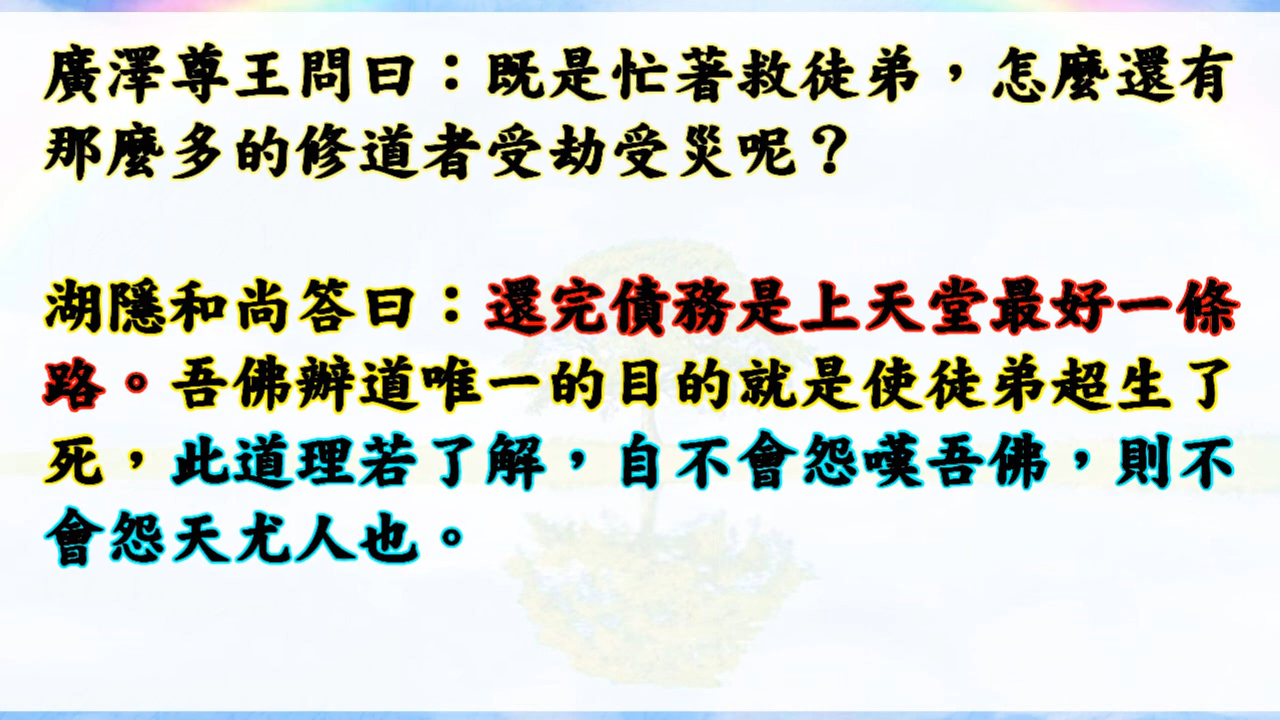 廣澤尊王問曰：既是忙著救徒弟，怎麼還有
那麼多的修道者受劫受災呢？
湖隱和尚答曰：還完債務是上天堂最好一條
路。吾佛辦道唯一的目的就是使徒弟超生了
死，此道理若了解，自不會怨嘆吾佛，則不
會怨天尤人也。